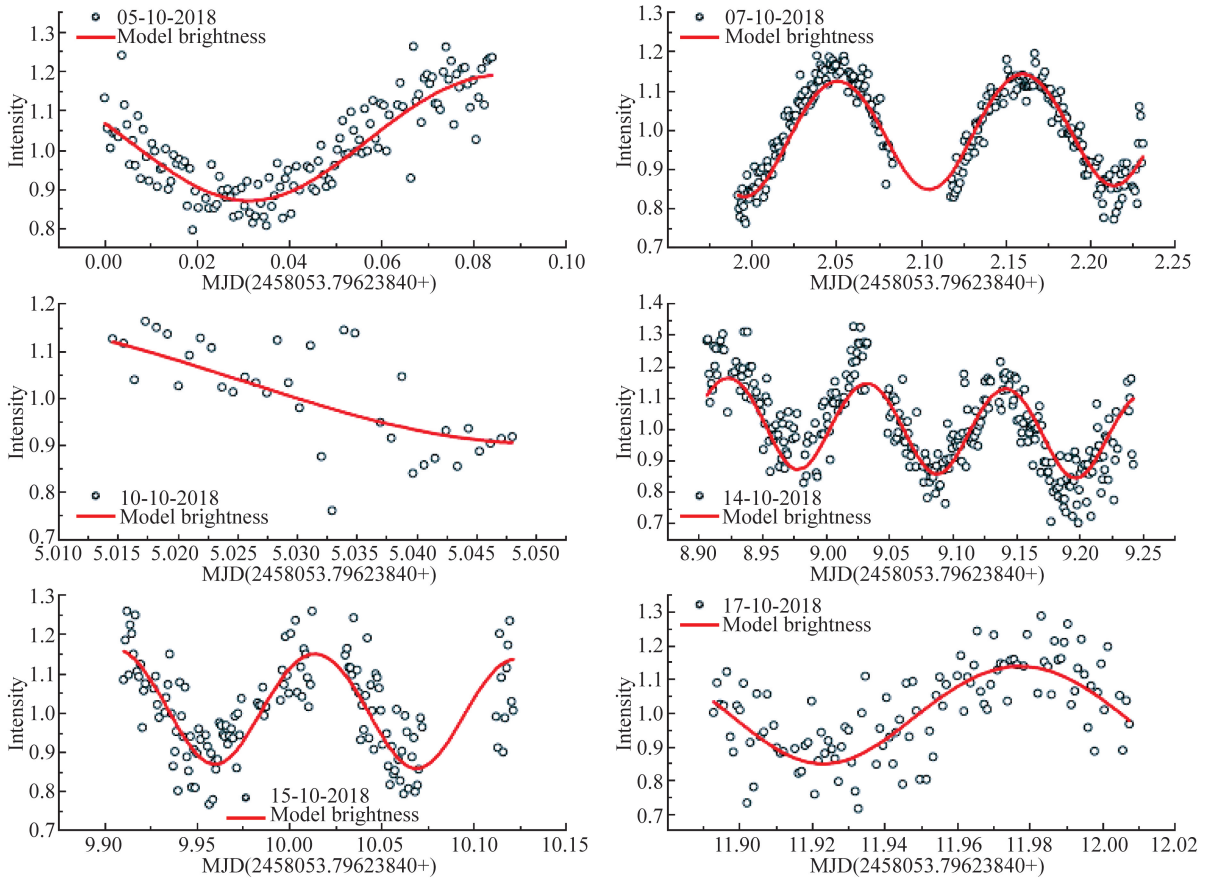 05-10-2018
Model brightness
1.3
1.2
1.1
1.0
0.9
0.8
Intensity
0.00 0.02 0.04 0.06 0.08 0.10
MJD(2458053.79623840+)
07-10-2018
Model brightness
1.3
1.2
1.1
1.0
0.9
0.8
0.7
Intensity
2.00 2.05 2.10 2.15 2.20 2.25
MJD(2458053.79623840+)
1.2
1.1
1.0
0.9
0.8
0.7
Intensity
10-10-2018
Model brightness
5.010 5.015 5.020 5.025 5.030 5.035 5.040 5.045 5.050
MJD(2458053.79623840+)
1.4
1.3
1.2
1.1
1.0
0.9
0.8
0.7
Intensity
14-10-2018
Model brightness
8.90 8.95 9.00 9.05 9.10 9.15 9.20 9.25
MJD(2458053.79623840+)
1.3
1.2
1.1
1.0
0.9
0.8
0.7
Intensity
15-10-2018
Model brightness
9.90 9.95 10.00 10.05 10.10 10.15
MJD(2458053.79623840+)
17-10-2018
Model brightness
1.3
1.2
1.1
1.0
0.9
0.8
0.7
Intensity
11.90 11.92 11.94 11.96 11.98 12.00 12.02
MJD(2458053.79623840+)